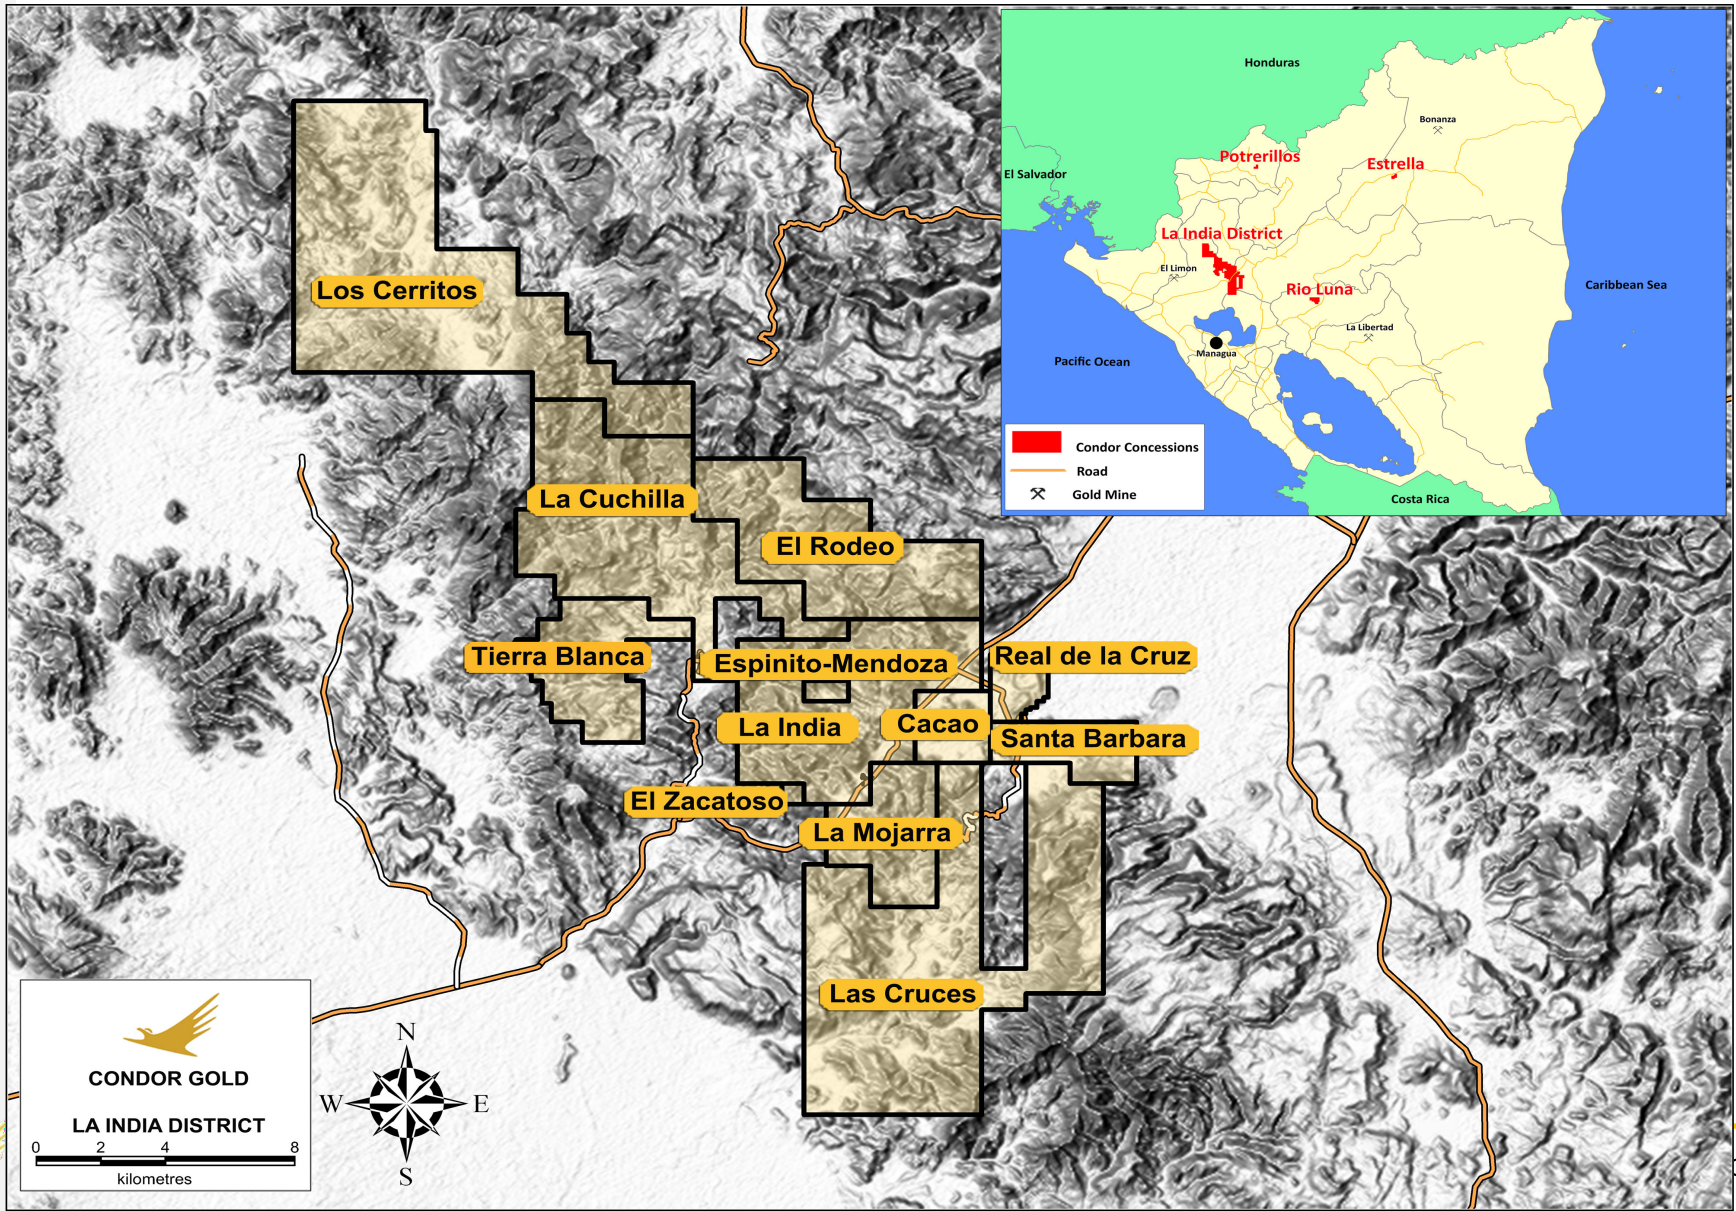 Honduras
Bonanza
Potrerillos
Estrella
El Salvador
La India District
El Limon
Rio Luna
Caribbean Sea
La Libertad
Managua
Pacific Ocean
Condor Concessions
Road
Gold Mine
Costa Rica
Los Cerritos
La Cuchilla
El Rodeo
Tierra Blanca
Espinito-Mendoza
Real de la Cruz
La India
Cacao
Santa Barbara
El Zacatoso
La Mojarra
Las Cruces
CONDOR GOLD
LA INDIA DISTRICT
0 2 4 8
kilometres
N
W E
S